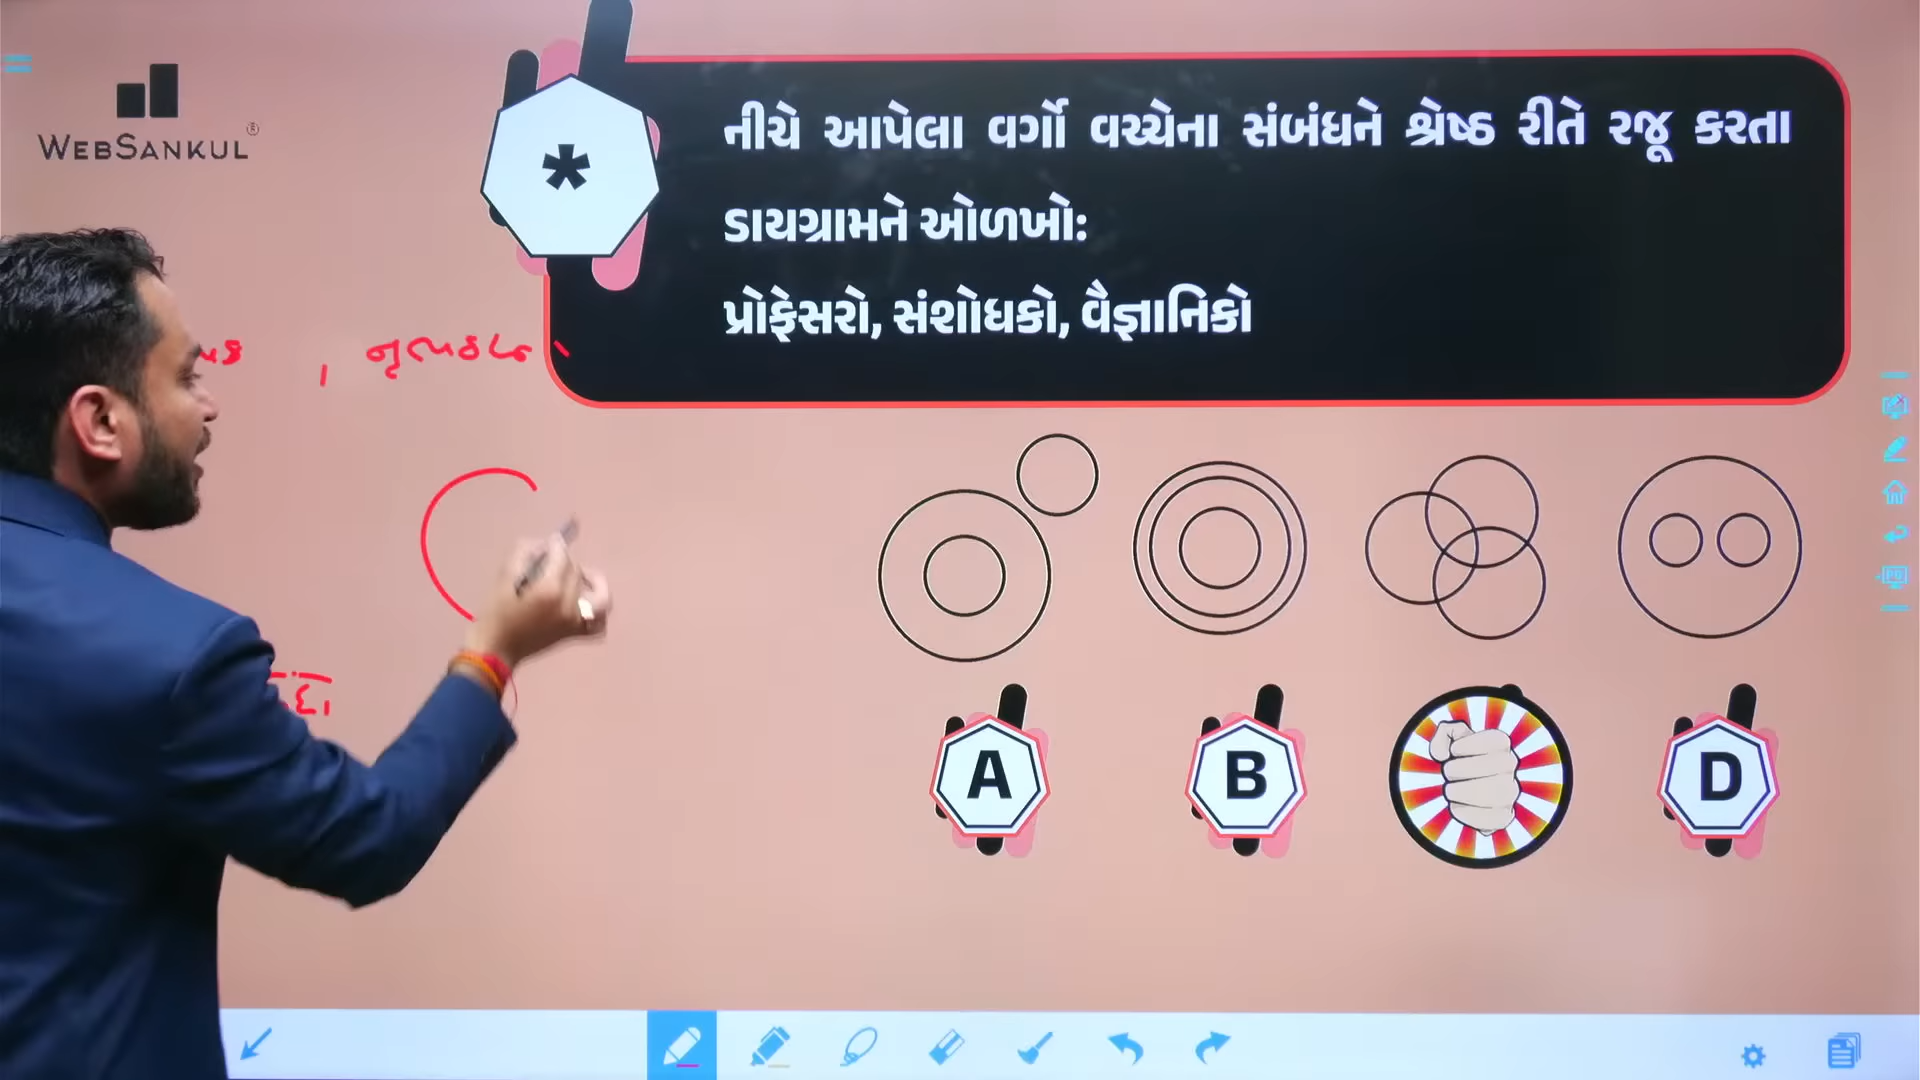 WEBSANKUL®
*
નીચે આપેલા વર્ગો વચ્ચેના સંબંધને શ્રેષ્ઠ રીતે રજૂ કરતા
ડાયગ્રામને ઓળખો:
પ્રોફેસરો, સંશોધકો, વૈજ્ઞાનિકો
A
B
D